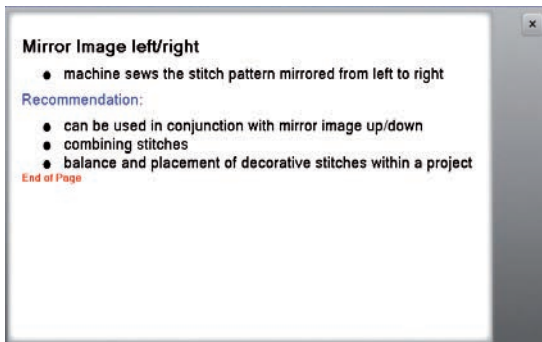 Mirror Image left/right
● machine sews the stitch pattern mirrored from left to right
Recommendation:
● can be used in conjunction with mirror image up/down
● combining stitches
● balance and placement of decorative stitches within a project
End of Page